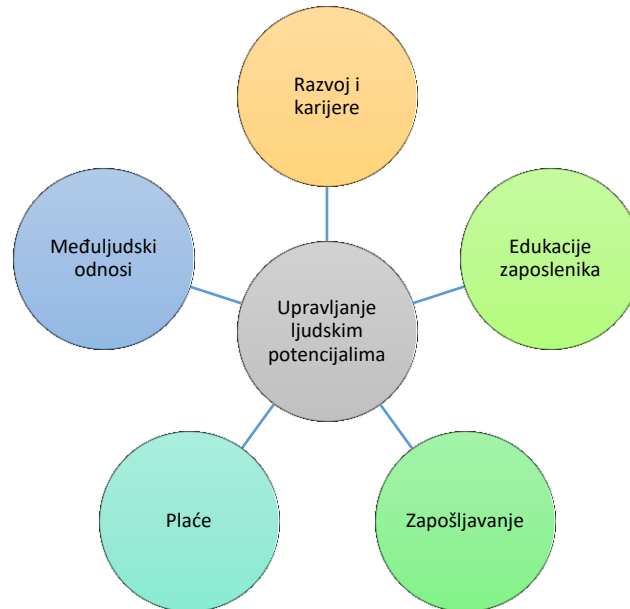 Razvoj i
karijere
Međuljudski
odnosi
Edukacije
zaposlenika
Upravljanje
ljudskim
potencijalima
Plaće
Zapošljavanje